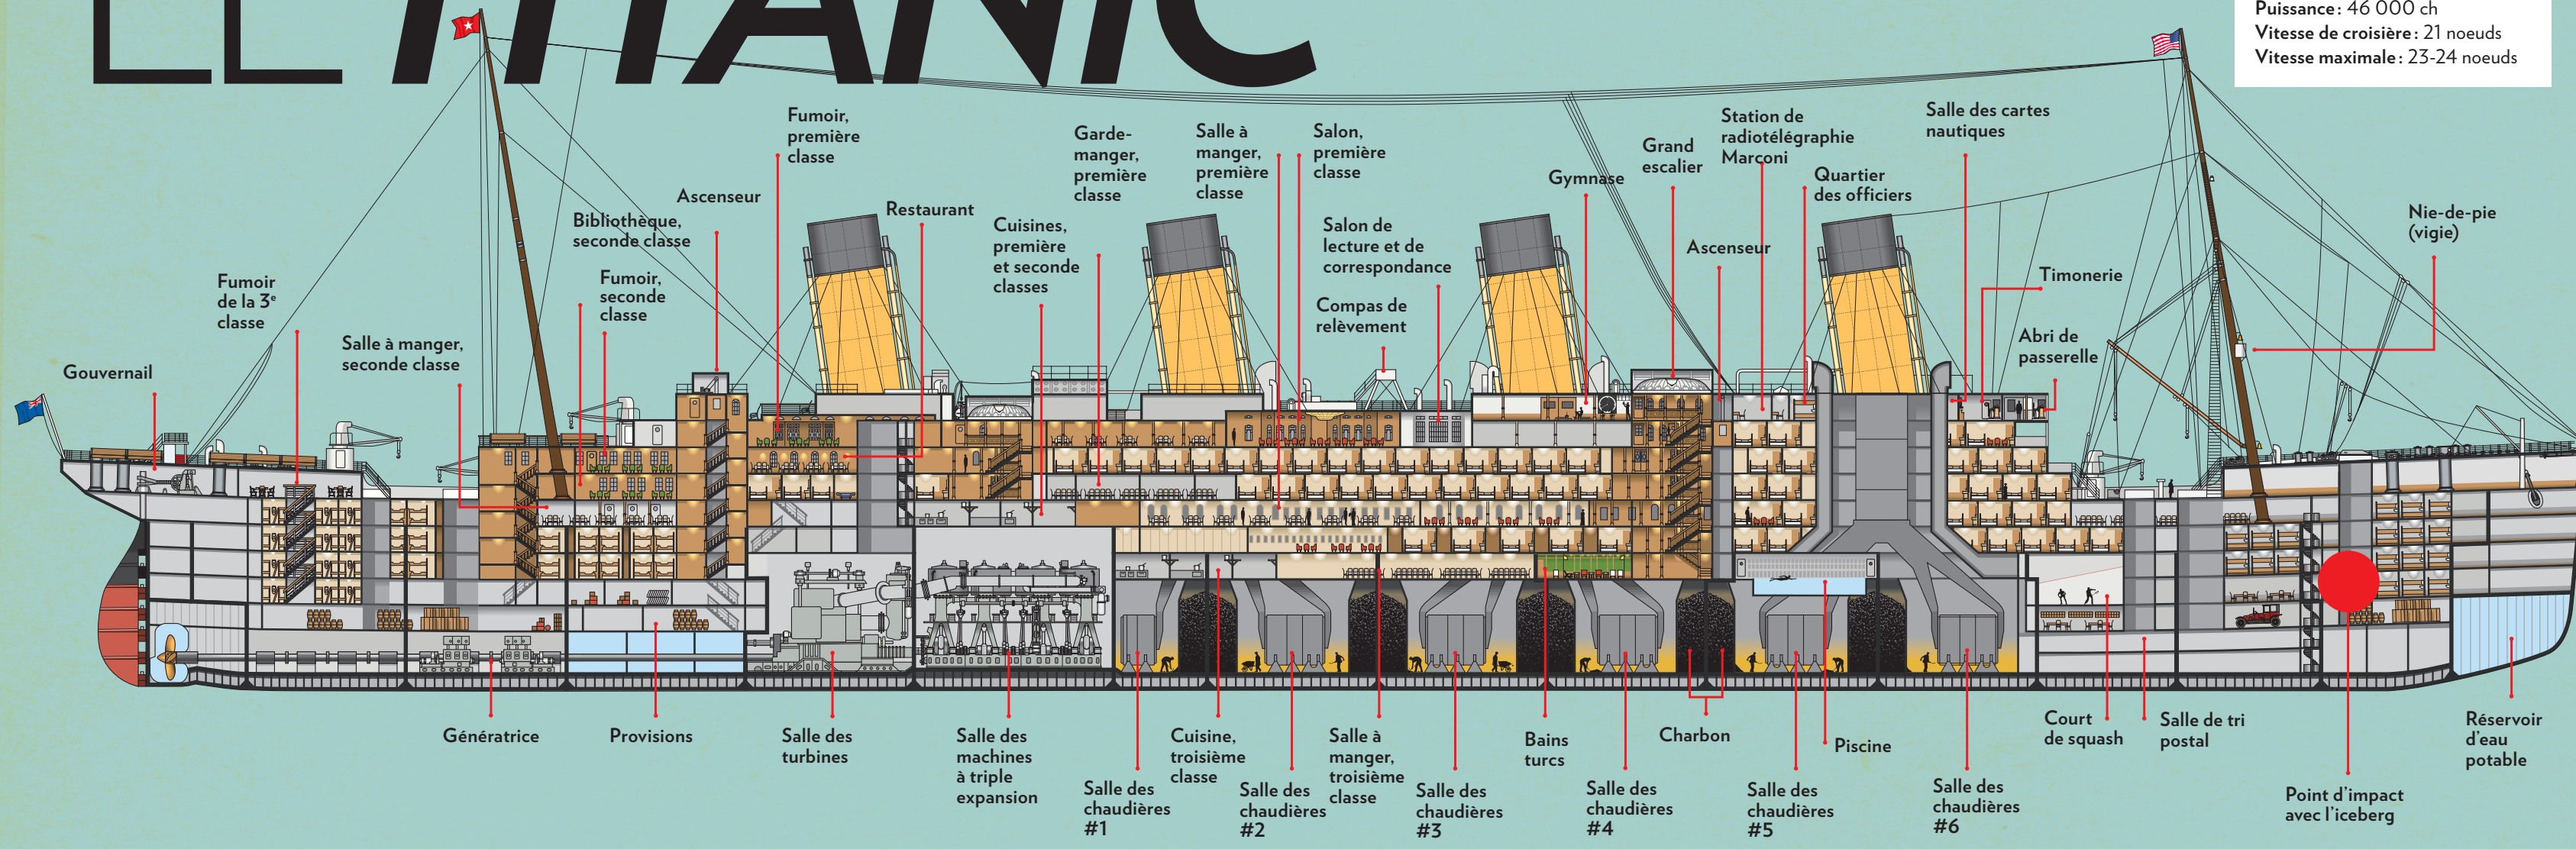 LE TITANIC
Puissance : 46 000 ch
Vitesse de croisière : 21 noeuds
Vitesse maximale : 23-24 noeuds
Gouvernail
Fumoir
de la 3e
classe
Salle à manger,
seconde classe
Bibliothèque,
seconde classe
Fumoir,
seconde
classe
Ascenseur
Fumoir,
première
classe
Restaurant
Cuisines,
première
et seconde
classes
Garde-
manger,
première
classe
Salle à
manger,
première
classe
Salon,
première
classe
Salon de
lecture et de
correspondance
Compas de
relèvement
Gymnase
Grand
escalier
Ascenseur
Station de
radiotélégraphie
Marconi
Quartier
des officiers
Salle des cartes
nautiques
Timonerie
Abri de
passerelle
Nie-de-pie
(vigie)
Génératrice
Provisions
Salle des
turbines
Salle des
machines
à triple
expansion
Salle des
chaudières
#1
Cuisine,
troisième
classe
Salle des
chaudières
#2
Salle à
manger,
troisième
classe
Salle des
chaudières
#3
Bains
turcs
Salle des
chaudières
#4
Charbon
Salle des
chaudières
#5
Piscine
Salle des
chaudières
#6
Court
de squash
Salle de tri
postal
Point d'impact
avec l'iceberg
Réservoir
d'eau
potable